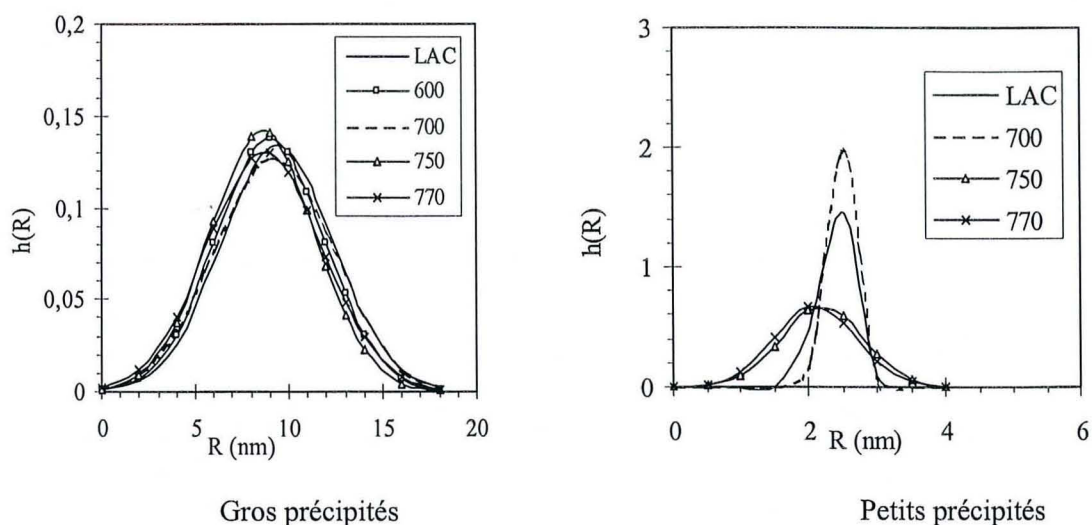 0,2
0,15
0,1
0,05
0
h(R)
LAC
600
700
750
770
0 5 10 15 20
R (nm)
Gros précipités
3
2
1
0
h(R)
LAC
700
750
770
0 2 4 6
R (nm)
Petits précipités